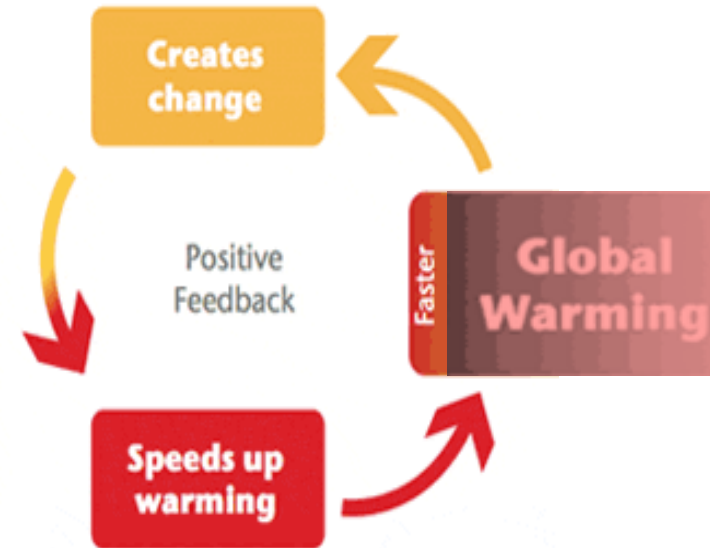 Creates
change
Positive
Feedback
Faster
Global
Warming
Speeds up
warming